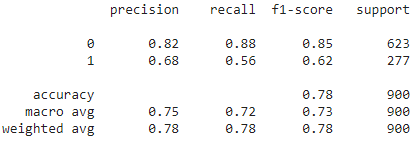 precision recall f1-score support
0 0.82 0.88 0.85 623
1 0.68 0.56 0.62 277
accuracy 0.78 900
macro avg 0.75 0.72 0.73 900
weighted avg 0.78 0.78 0.78 900